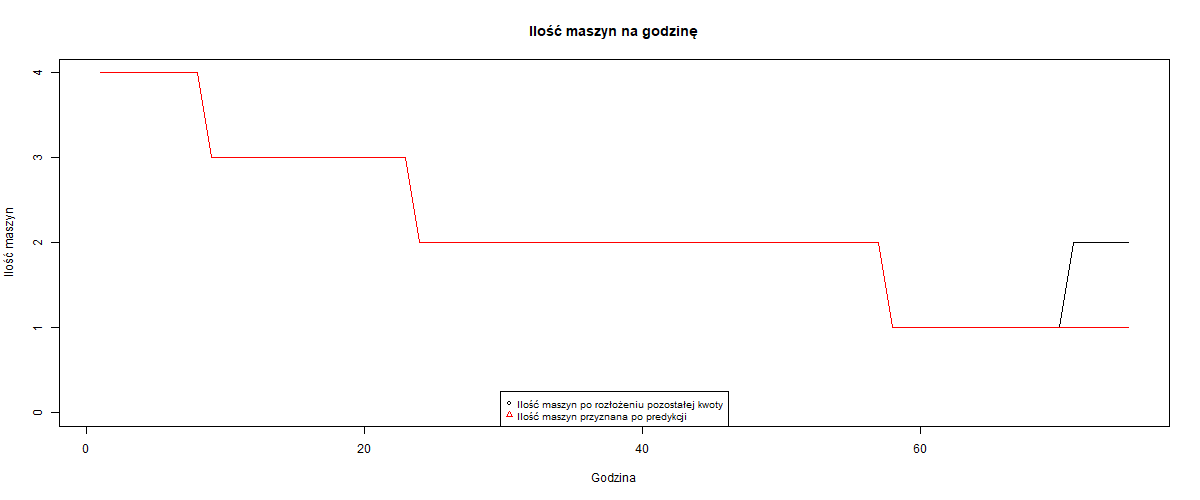 Ilość maszyn na godzinę
Ilość maszyn
4
3
2
1
0
Ilość maszyn po rozłożeniu pozostałej kwoty
Ilość maszyn przyznana po predykcji
0 20 40 60
Godzina